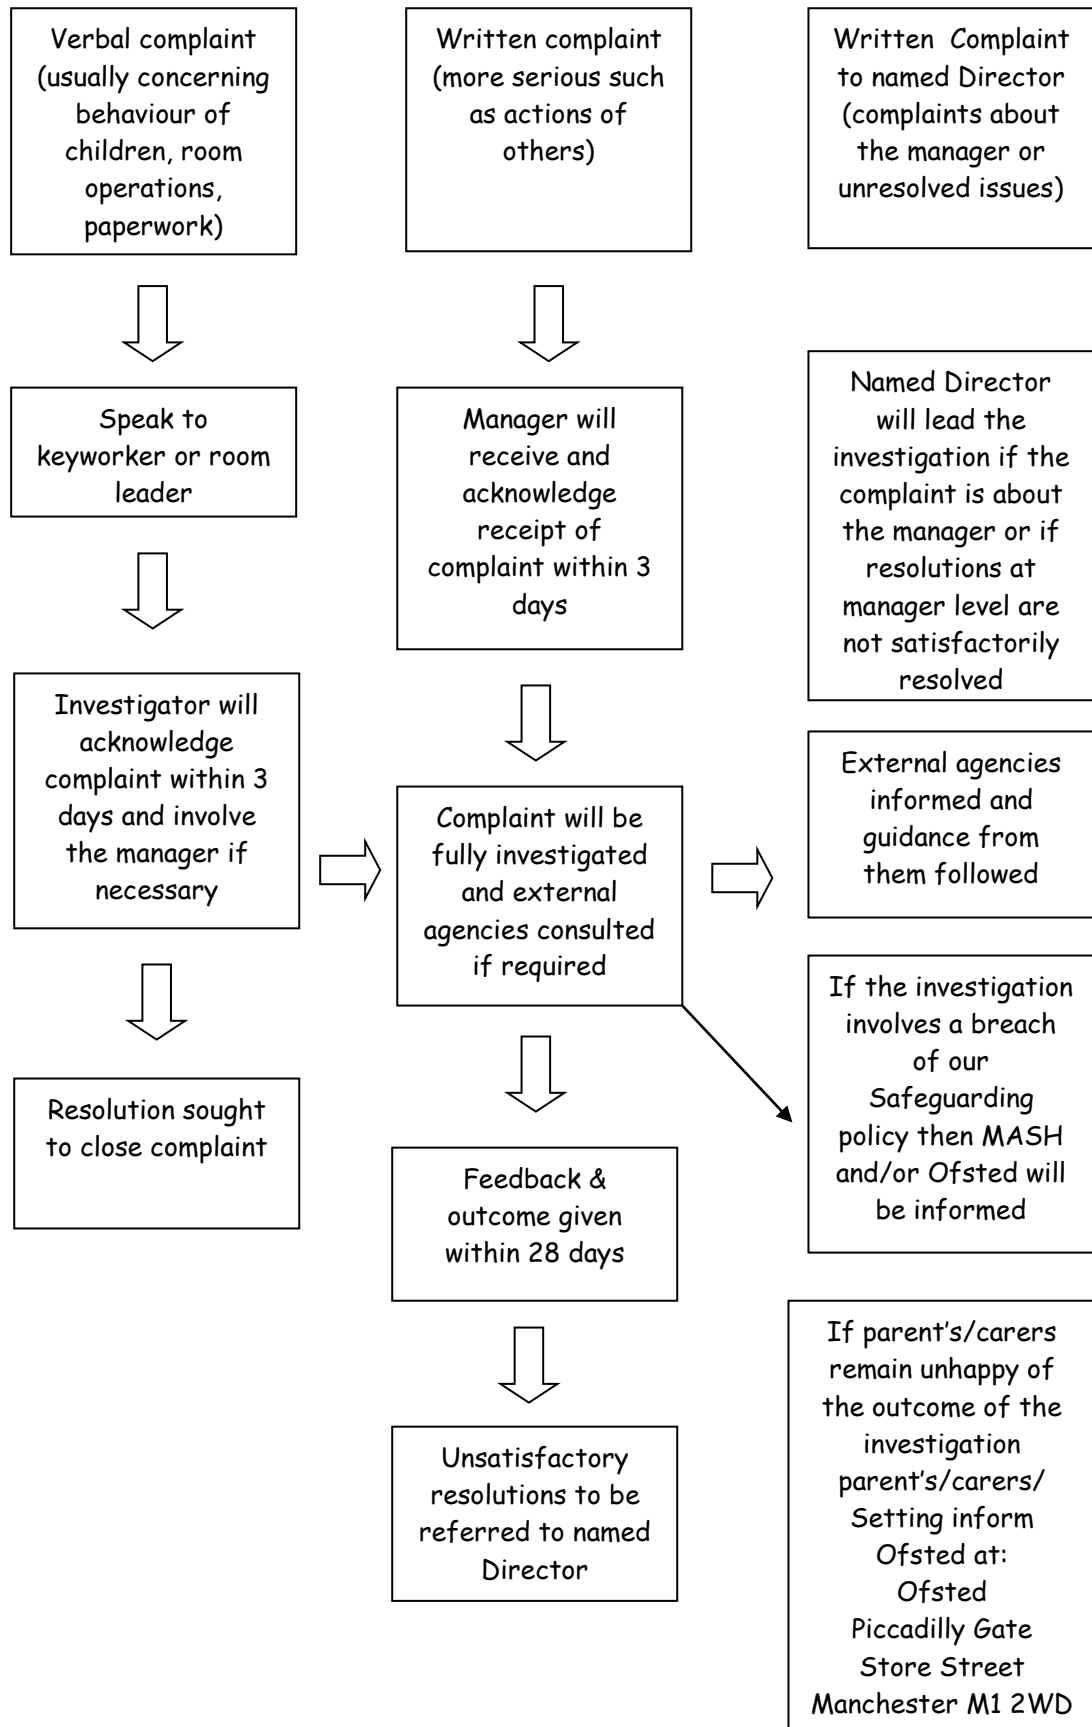 Verbal complaint
(usually concerning
behaviour of
children, room
operations,
paperwork)
Written complaint
(more serious such
as actions of
others)
Written Complaint
to named Director
(complaints about
the manager or
unresolved issues)
Speak to
keyworker or room
leader
Manager will
receive and
acknowledge
receipt of
complaint within 3
days
Named Director
will lead the
investigation if the
complaint is about
the manager or if
resolutions at
manager level are
not satisfactorily
resolved
Investigator will
acknowledge
complaint within 3
days and involve
the manager if
necessary
Complaint will be
fully investigated
and external
agencies consulted
if required
External agencies
informed and
guidance from
them followed
If the investigation
involves a breach
of our
Safeguarding
policy then MASH
and/or Ofsted will
be informed
Resolution sought
to close complaint
Feedback &
outcome given
within 28 days
Unsatisfactory
resolutions to be
referred to named
Director
If parent's/carers
remain unhappy of
the outcome of the
investigation
parent's/carers/
Setting inform
Ofsted at:
Ofsted
Piccadilly Gate
Store Street
Manchester M1 2WD